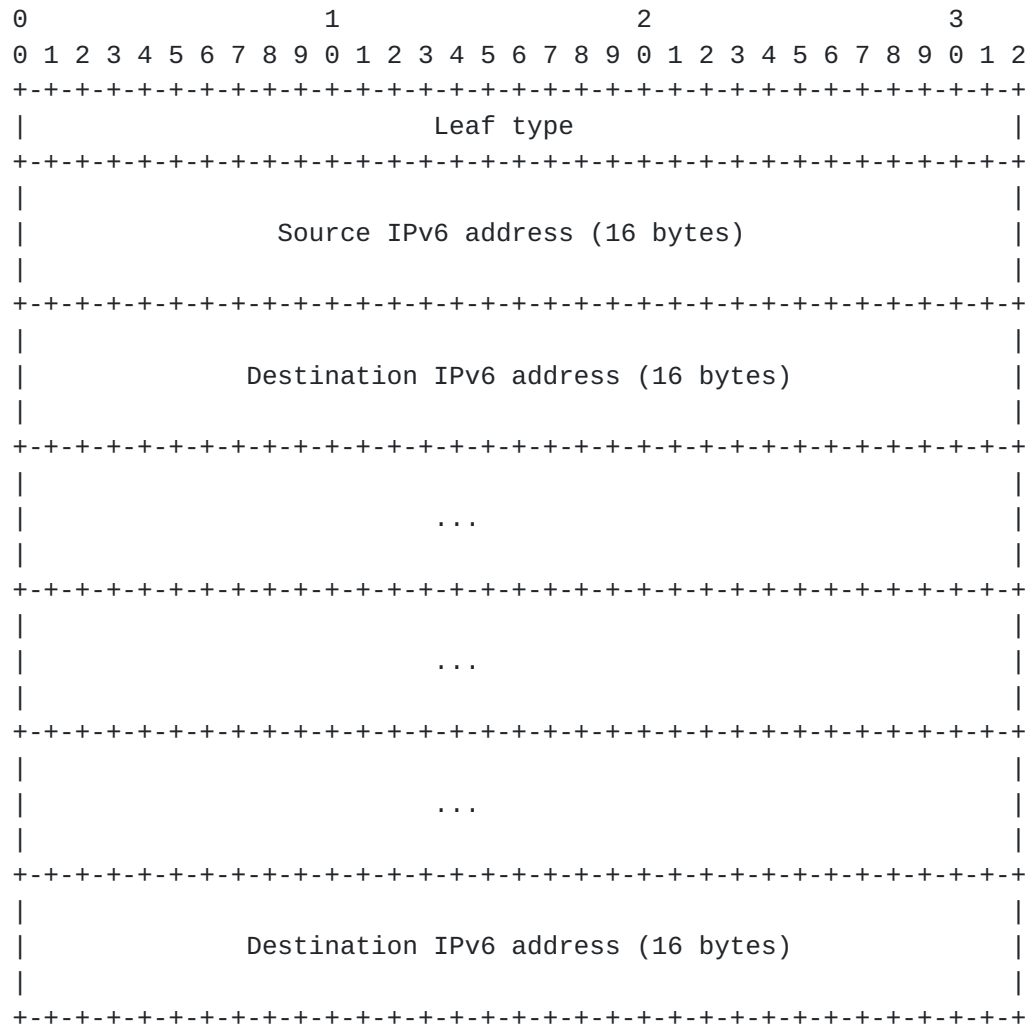 0                   1                   2                   3
0 1 2 3 4 5 6 7 8 9 0 1 2 3 4 5 6 7 8 9 0 1 2 3 4 5 6 7 8 9 0 1 2
+-+-+-+-+-+-+-+-+-+-+-+-+-+-+-+-+-+-+-+-+-+-+-+-+-+-+-+-+-+-+-+-+
|                          Leaf type                            |
+-+-+-+-+-+-+-+-+-+-+-+-+-+-+-+-+-+-+-+-+-+-+-+-+-+-+-+-+-+-+-+-+
|                                                               |
|                Source IPv6 address (16 bytes)                 |
|                                                               |
+-+-+-+-+-+-+-+-+-+-+-+-+-+-+-+-+-+-+-+-+-+-+-+-+-+-+-+-+-+-+-+-+
|                                                               |
|              Destination IPv6 address (16 bytes)              |
|                                                               |
+-+-+-+-+-+-+-+-+-+-+-+-+-+-+-+-+-+-+-+-+-+-+-+-+-+-+-+-+-+-+-+-+
|                                                               |
|                          ...                                  |
|                                                               |
+-+-+-+-+-+-+-+-+-+-+-+-+-+-+-+-+-+-+-+-+-+-+-+-+-+-+-+-+-+-+-+-+
|                                                               |
|                          ...                                  |
|                                                               |
+-+-+-+-+-+-+-+-+-+-+-+-+-+-+-+-+-+-+-+-+-+-+-+-+-+-+-+-+-+-+-+-+
|                                                               |
|                          ...                                  |
|                                                               |
+-+-+-+-+-+-+-+-+-+-+-+-+-+-+-+-+-+-+-+-+-+-+-+-+-+-+-+-+-+-+-+-+
|                                                               |
|              Destination IPv6 address (16 bytes)              |
|                                                               |
+-+-+-+-+-+-+-+-+-+-+-+-+-+-+-+-+-+-+-+-+-+-+-+-+-+-+-+-+-+-+-+-+